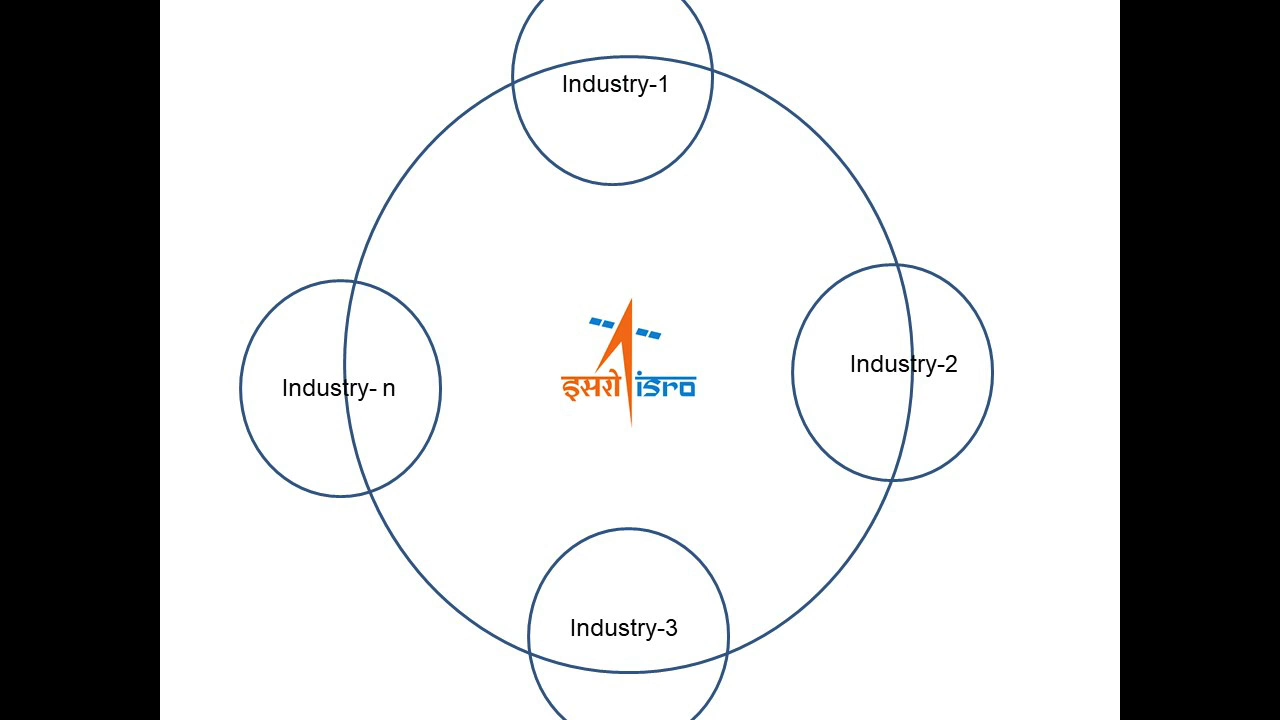 Industry-1
Industry-2
इसरो isro
Industry- n
Industry-3